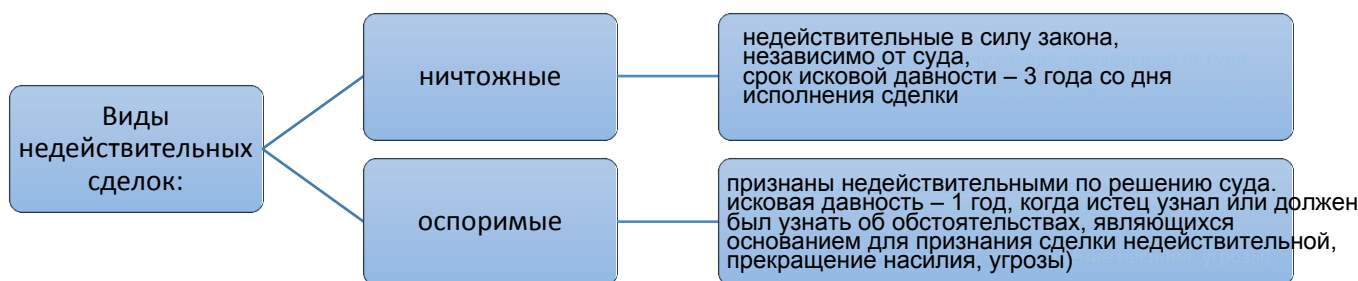 Виды
недействительных
сделок:
ничтожные
недействительные в силу закона,
независимо от суда,
срок исковой давности – 3 года со дня
исполнения сделки
оспоримые
признаны недействительными по решению суда.
исковая давность – 1 год, когда истец узнал или должен
был узнать об обстоятельствах, являющихся
основанием для признания сделки недействительной,
прекращение насилия, угрозы)